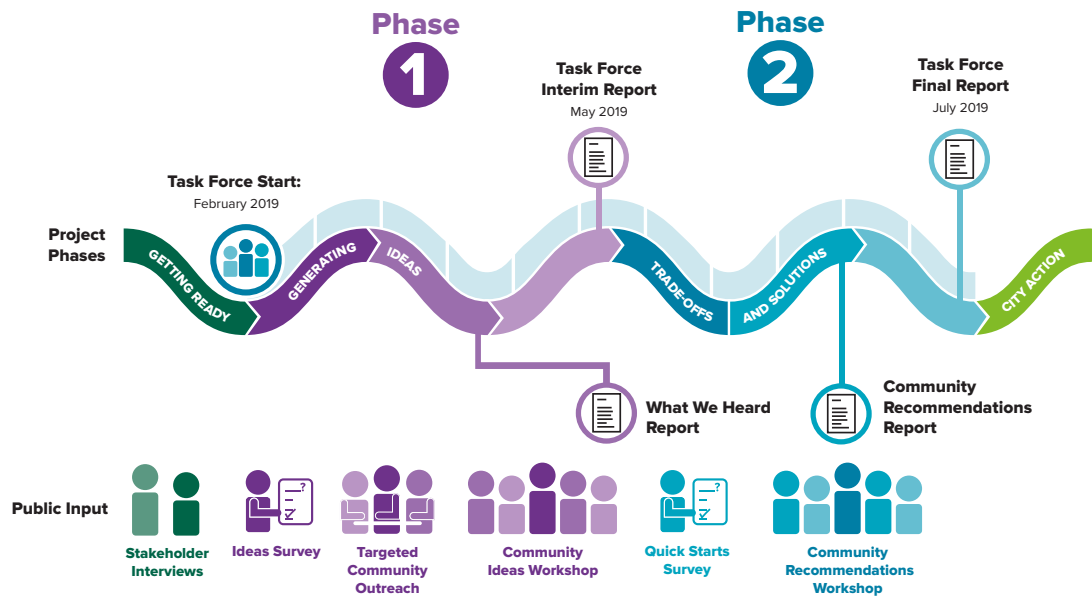 Phase
1
Phase
2
Task Force
Interim Report
May 2019
Task Force
Final Report
July 2019
Task Force Start:
February 2019
Project
Phases
GETTING READY
GENERATING
IDEAS
TRADE-OFFS
AND SOLUTIONS
CITY ACTION
What We Heard
Report
Community
Recommendations
Report
Public Input
?
Stakeholder
Interviews
Ideas Survey
Targeted
Community
Outreach
Community
Ideas Workshop
?
Quick Starts
Survey
Community
Recommendations
Workshop